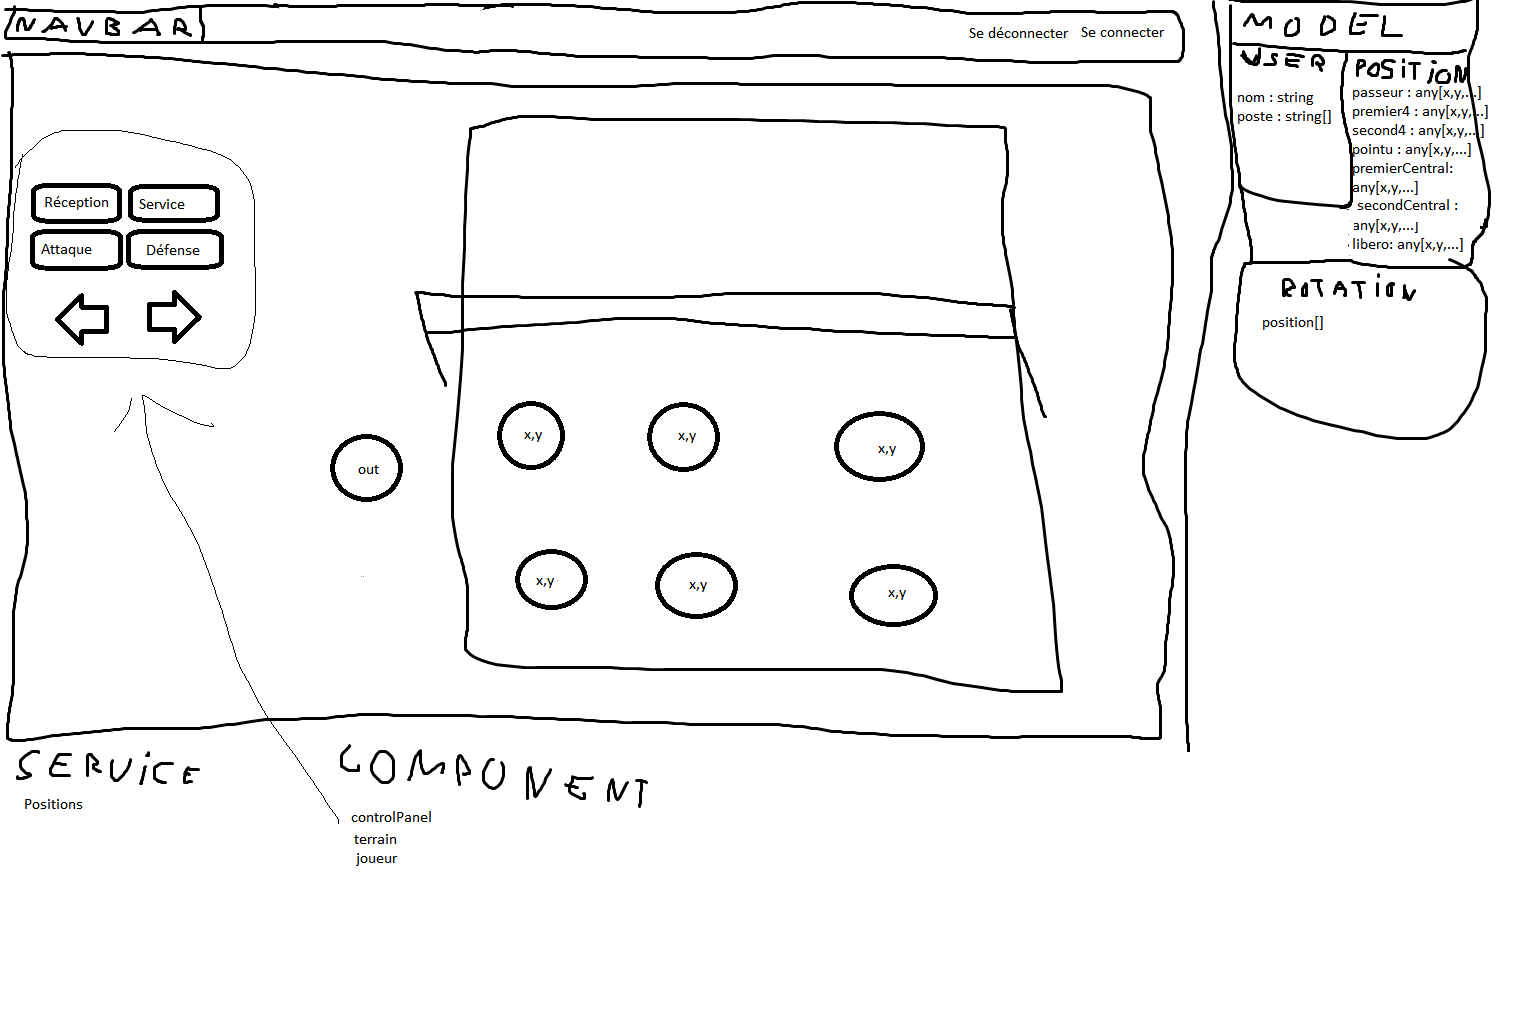 NAVBAR
Se déconnecter Se connecter
Réception Service
Attaque Défense
out
x,y x,y x,y
x,y x,y x,y
SERVICE
Positions
COMPONENT
controlPanel
terrain
joueur
MODEL
USER
nom : string
poste : string[]
POSITION
passeur : any[x,y,...]
premier4 : any[x,y,...]
second4 : any[x,y,...]
pointu : any[x,y,...]
premierCentral:
any[x,y,...]
secondCentral :
any[x,y,...]
libero: any[x,y,...]
ROTATION
position[]